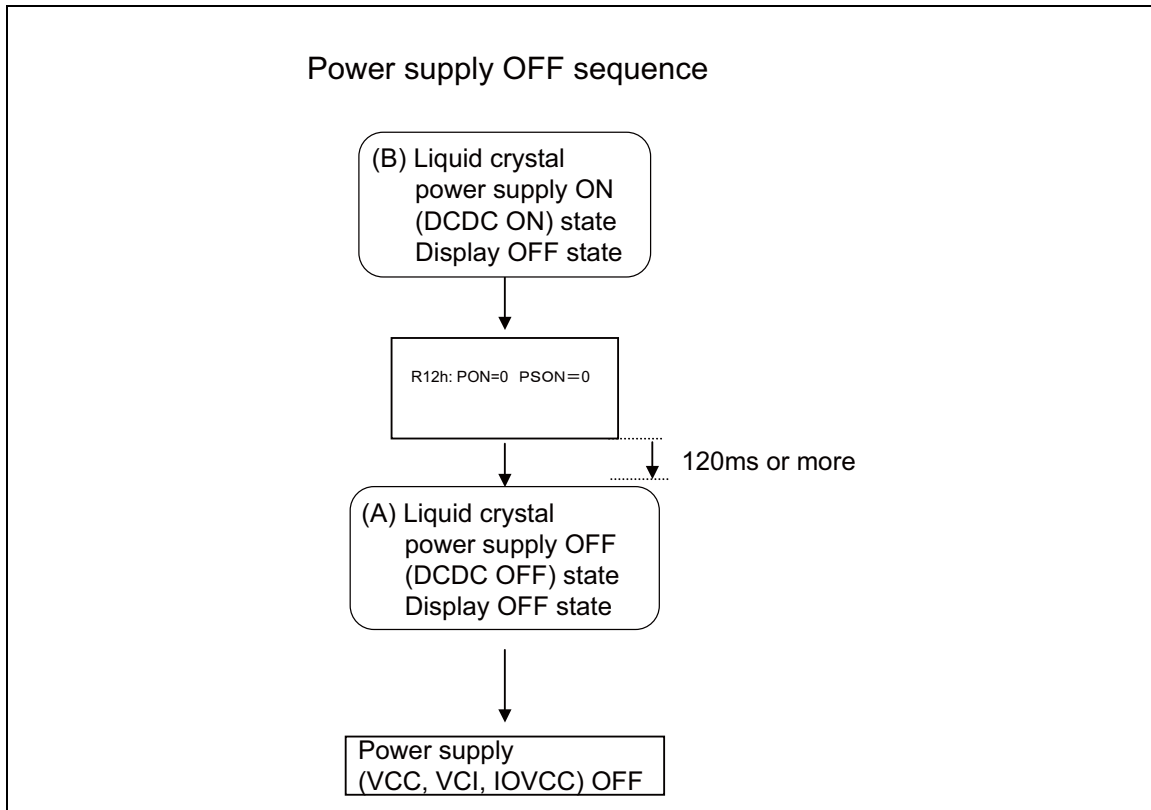 Power supply OFF sequence
(B) Liquid crystal
power supply ON
(DCDC ON) state
Display OFF state
R12h: PON=0 PSON＝0
120ms or more
(A) Liquid crystal
power supply OFF
(DCDC OFF) state
Display OFF state
Power supply
(VCC, VCI, IOVCC) OFF